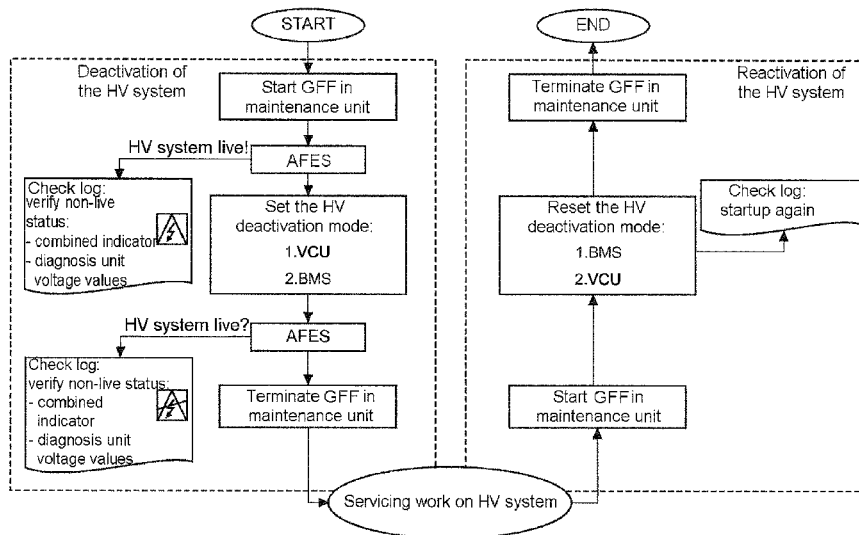 START
Deactivation of
the HV system
Start GFF in
maintenance unit
HV system live!
AFES
Check log:
verify non-live
status:
- combined indicator
- diagnosis unit
voltage values
Set the HV
deactivation mode:
1.VCU
2.BMS
HV system live?
AFES
Check log:
verify non-live status:
- combined
indicator
- diagnosis unit
voltage values
Terminate GFF in
maintenance unit
Servicing work on HV system
END
Reactivation of
the HV system
Terminate GFF in
maintenance unit
Check log:
startup again
Reset the HV
deactivation mode:
1.BMS
2.VCU
Start GFF in
maintenance unit